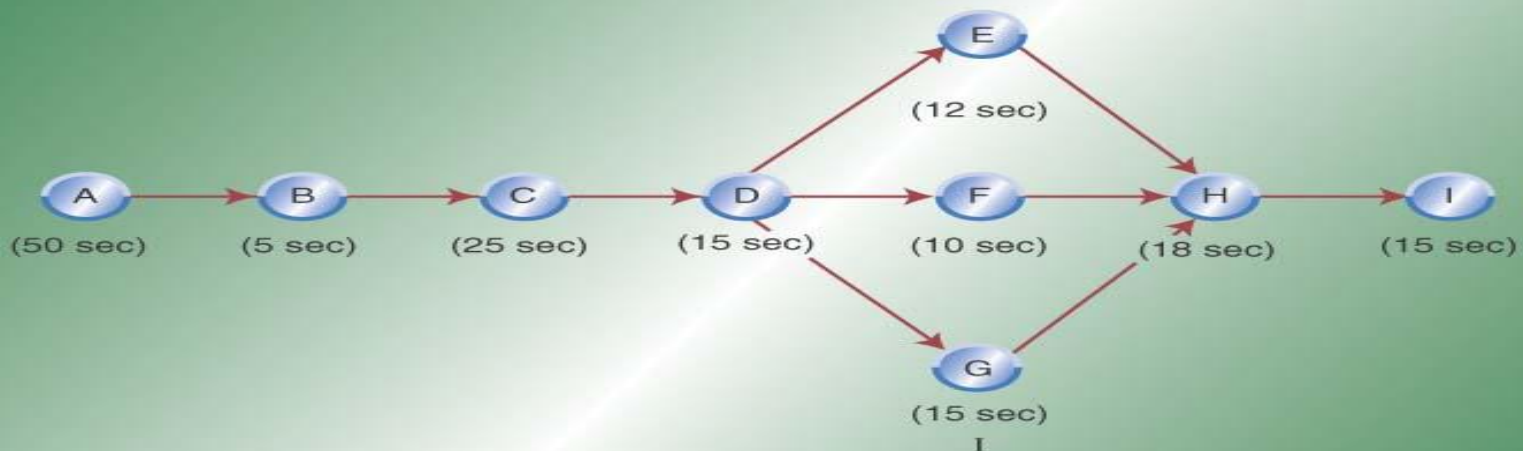 E
(12 sec)
A B C D F H I
(50 sec) (5 sec) (25 sec) (15 sec) (10 sec) (18 sec) (15 sec)
G
(15 sec)
I